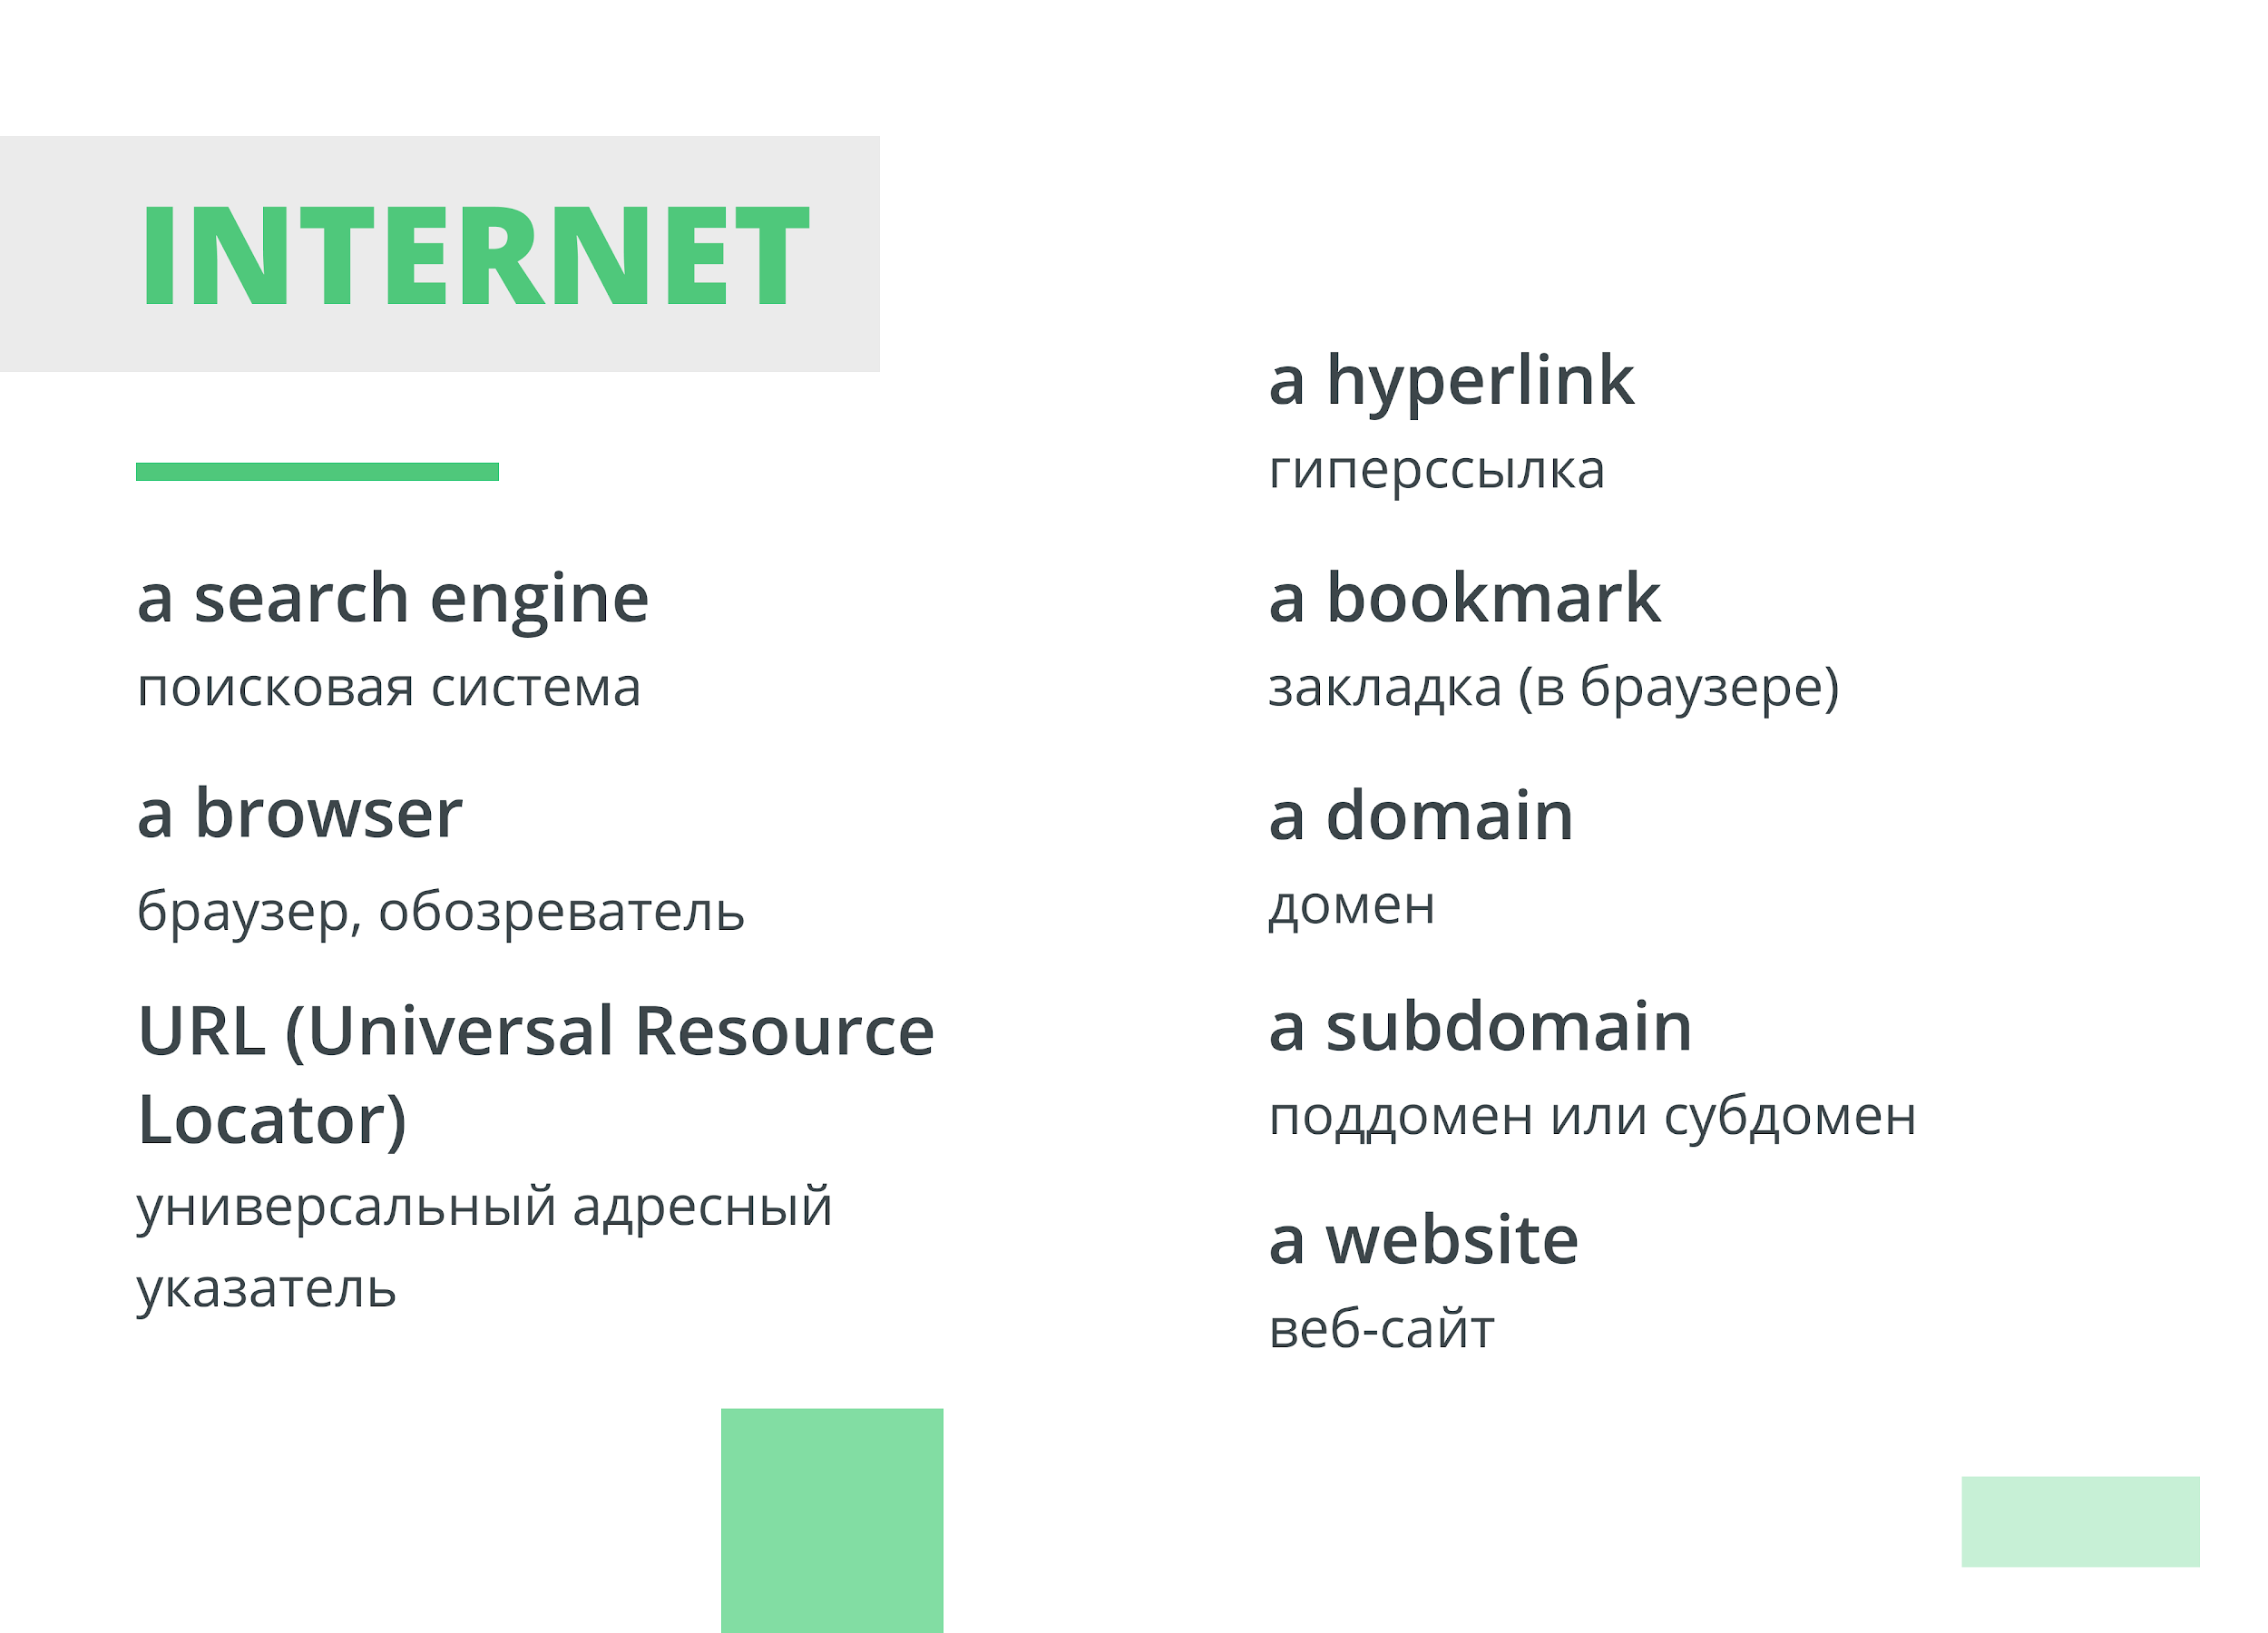 INTERNET
a search engine
поисковая система
a browser
браузер, обозреватель
URL (Universal Resource
Locator)
универсальный адресный
указатель
a hyperlink
гиперссылка
a bookmark
закладка (в браузере)
a domain
домен
a subdomain
поддомен или субдомен
a website
веб-сайт